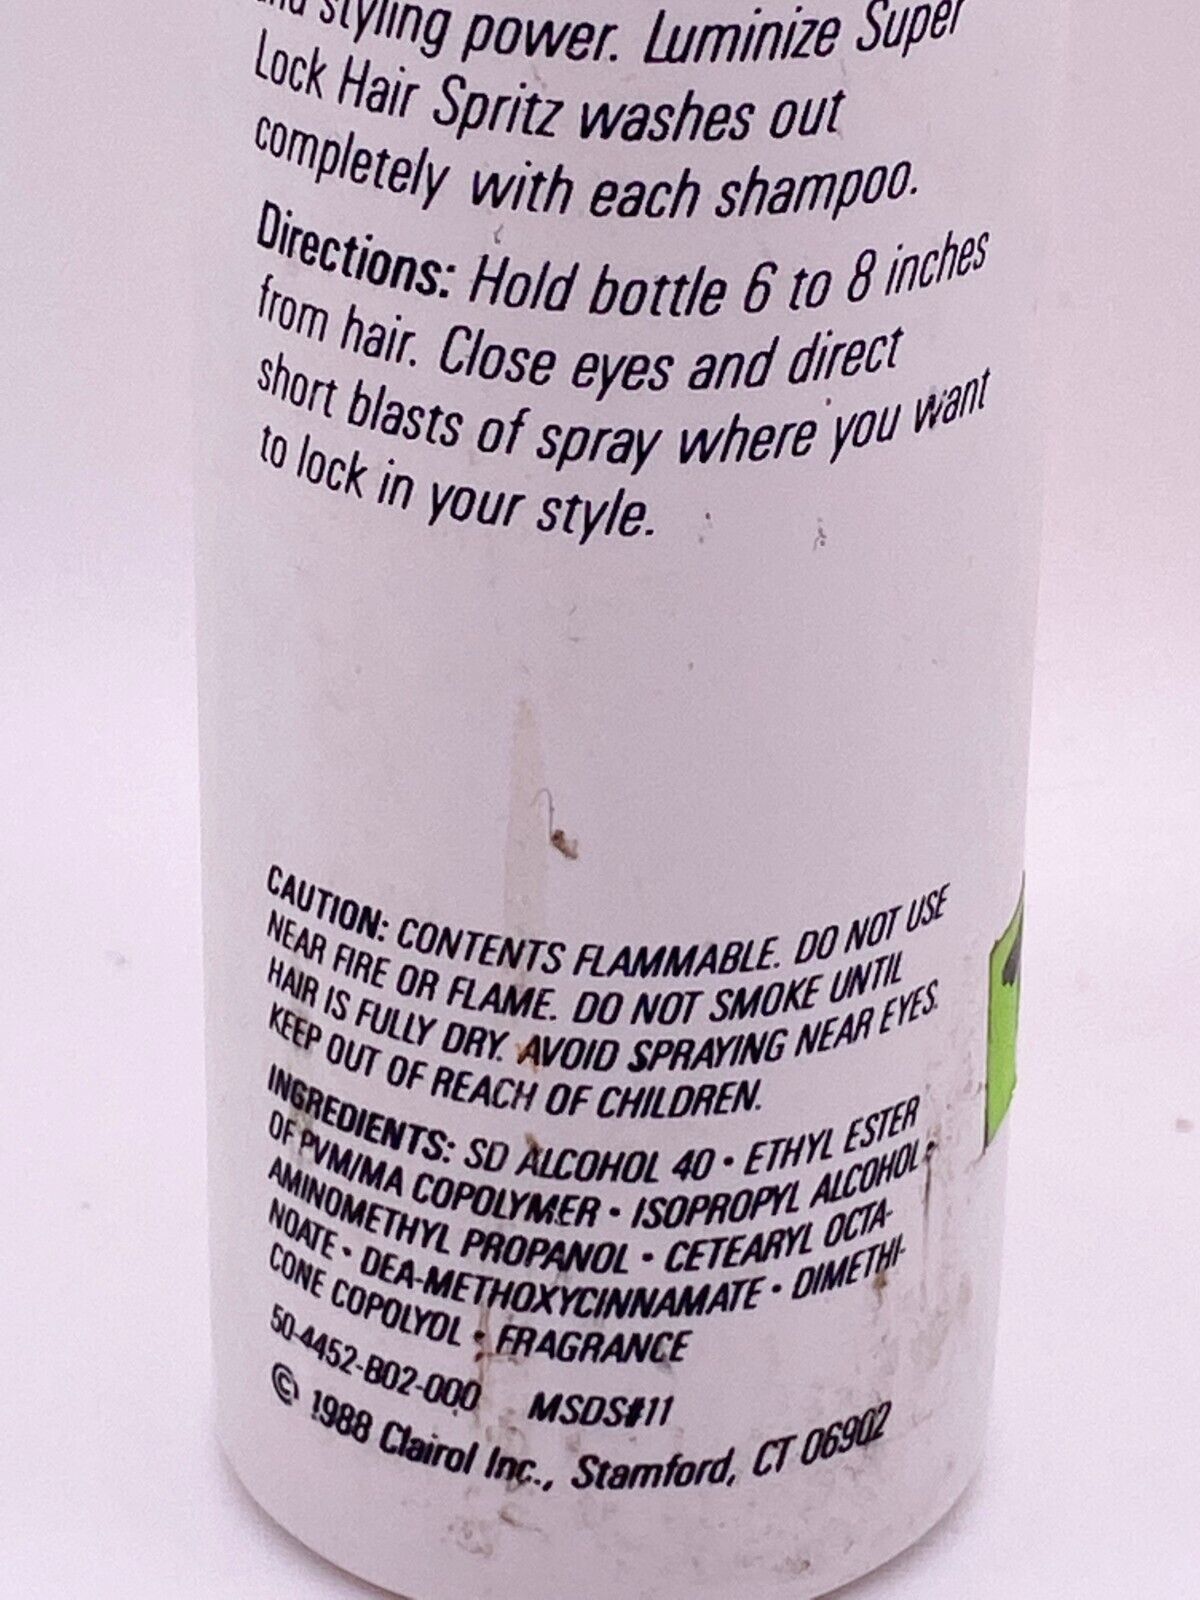 and styling power. Luminize Super
Lock Hair Spritz washes out
completely with each shampoo.
Directions: Hold bottle 6 to 8 inches
from hair. Close eyes and direct
short blasts of spray where you want
to lock in your style.
CAUTION: CONTENTS FLAMMABLE. DO NOT USE
NEAR FIRE OR FLAME. DO NOT SMOKE UNTIL
HAIR IS FULLY DRY. AVOID SPRAYING NEAR EYES.
KEEP OUT OF REACH OF CHILDREN.
INGREDIENTS: SD ALCOHOL 40 • ETHYL ESTER
OF PVM/MA COPOLYMER • ISOPROPYL ALCOHOL •
AMINOMETHYL PROPANOL • CETEARYL OCTA-
NOATE • DEA-METHOXYCINNAMATE • DIMETHI-
CONE COPOLYOL • FRAGRANCE
50-4452-B02-000 MSDS#11
© 1988 Clairol Inc., Stamford, CT 06902